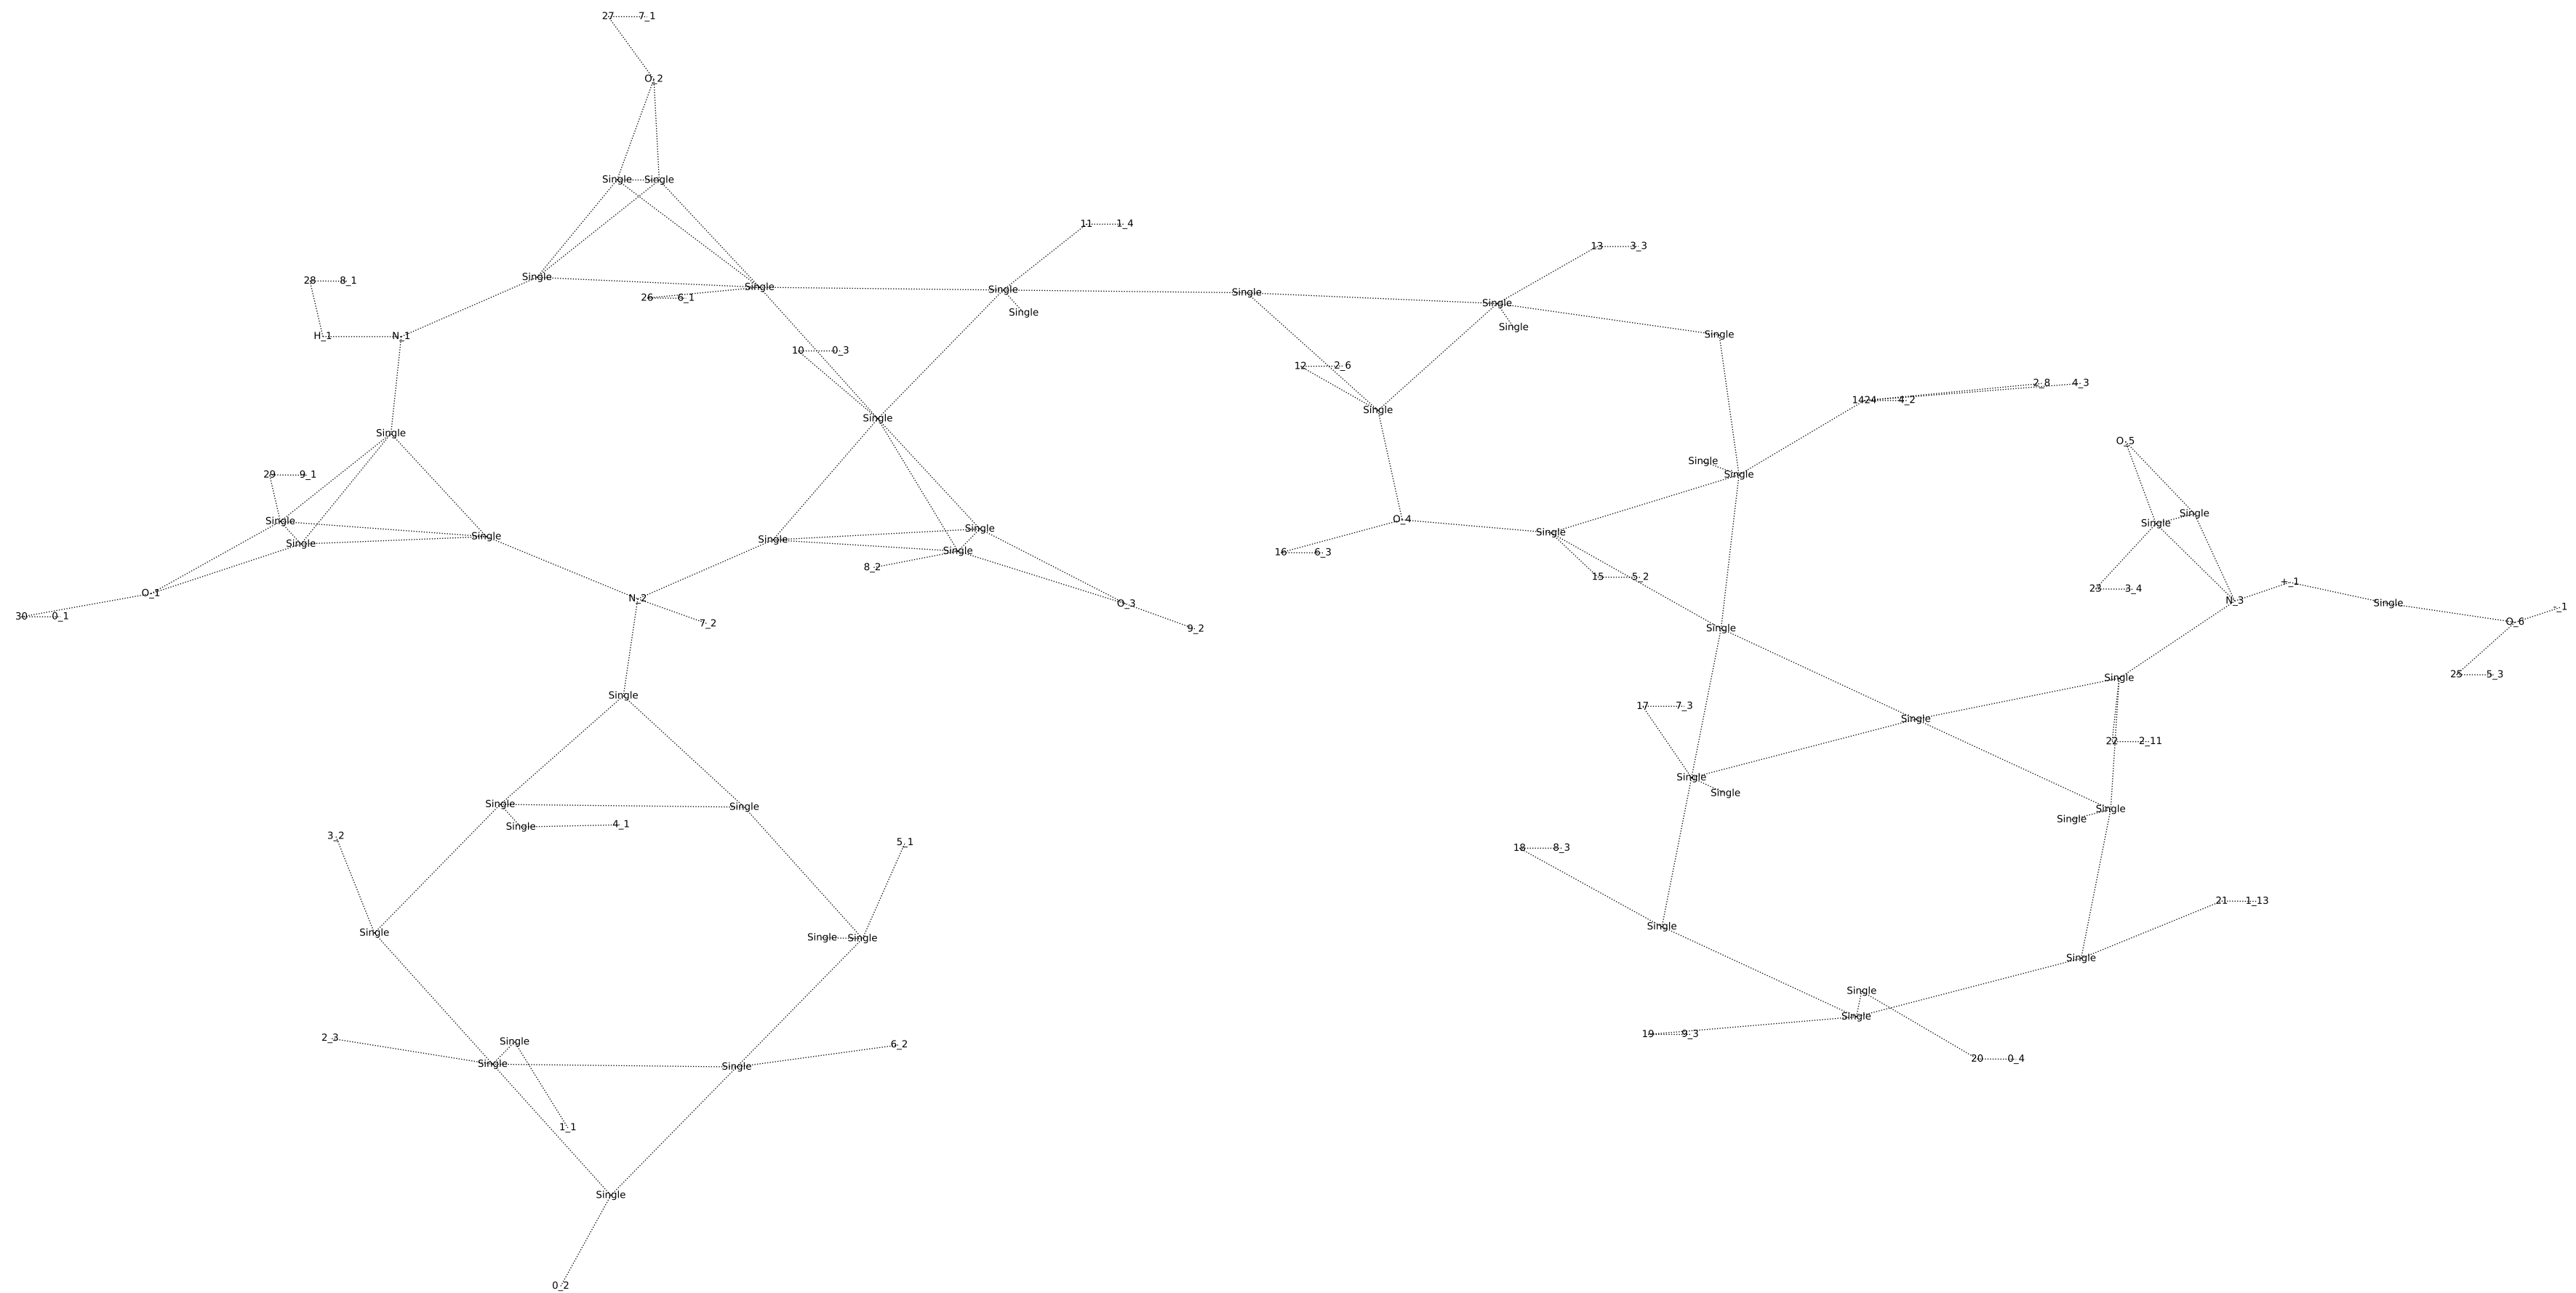 27 7_1
O_2
Single Single
11 1_4
13 3_3
Single
28 8_1
Single
Single
Single
Single
26 6_1
Single
Single
Single
H_1 N_1
Single
10 0_3
12 2_6
2_8 4_3
1424 4_2
Single
Single
Single
O_5
Single
29 9_1
Single
Single
Single
O_4
Single
Single
Single
Single
Single
Single
Single
16 6_3
8_2
15 5_2
+_1
23 3_4
O_1
N_2
N_3
O_3
Single
-_1
30 0_1
O_6
7_2
9_2
Single
25 5_3
Single
Single
17 7_3
Single
22 2_11
Single
Single
Single
Single
Single
Single
Single
4_1
3_2
5_1
18 8_3
21 1_13
Single
Single
Single Single
Single
Single
Single
19 9_3
2_3
Single
6_2
20 0_4
Single
Single
1_1
Single
0_2